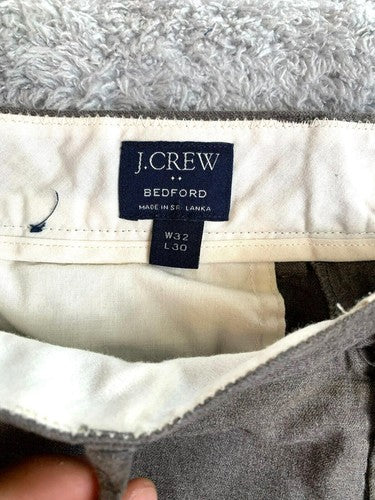 J.CREW
BEDFORD
MADE IN SRI LANKA
W32
L30